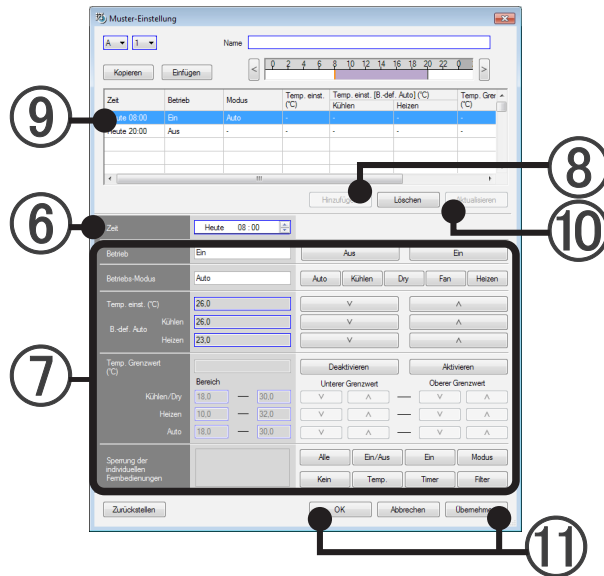 Muster-Einstellung
A 1 Name
Kopieren Einfügen < 0 2 4 6 8 10 12 14 16 18 20 22 0 >
Zeit Betrieb Modus Temp. einst. (°C) Temp. einst. [B.-def. Auto] (°C) Temp. Gren (°C)
Kühlen Heizen
Heute 08:00 Ein Auto - - - -
Heute 20:00 Aus - - - - -
9
8
Hinzufügen Löschen Aktualisieren
10
6
Zeit Heute 08:00
7
Betrieb Ein Aus Ein
Betriebs-Modus Auto Auto Kühlen Dry Fan Heizen
Temp. einst. (°C) 26,0
B.-def. Auto Kühlen 26,0
Heizen 23,0
Temp. Grenzwert (°C) Deaktivieren Aktivieren
Bereich Unterer Grenzwert Oberer Grenzwert
Kühlen/Dry 18,0 — 30,0 —
Heizen 10,0 — 32,0 —
Auto 18,0 — 30,0 —
Sperrung der individuellen Fernbedienungen
Alle Ein/Aus Ein Modus
Kein Temp. Timer Filter
Zurückstellen OK Abbrechen Übernehmen
11